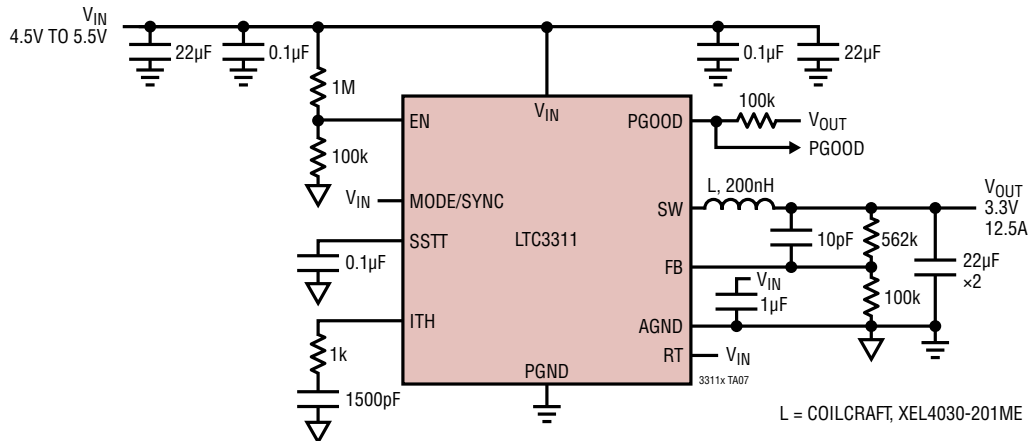 VIN
4.5V TO 5.5V
22µF
0.1µF
0.1µF
22µF
1M
100k
EN
VIN
PGOOD
100k
VOUT
PGOOD
VIN
MODE/SYNC
SW
L, 200nH
VOUT
3.3V
12.5A
SSTT
LTC3311
10pF
562k
0.1µF
FB
22µF
×2
VIN
1µF
100k
ITH
AGND
1k
RT
VIN
PGND
3311x TA07
1500pF
L = COILCRAFT, XEL4030-201ME